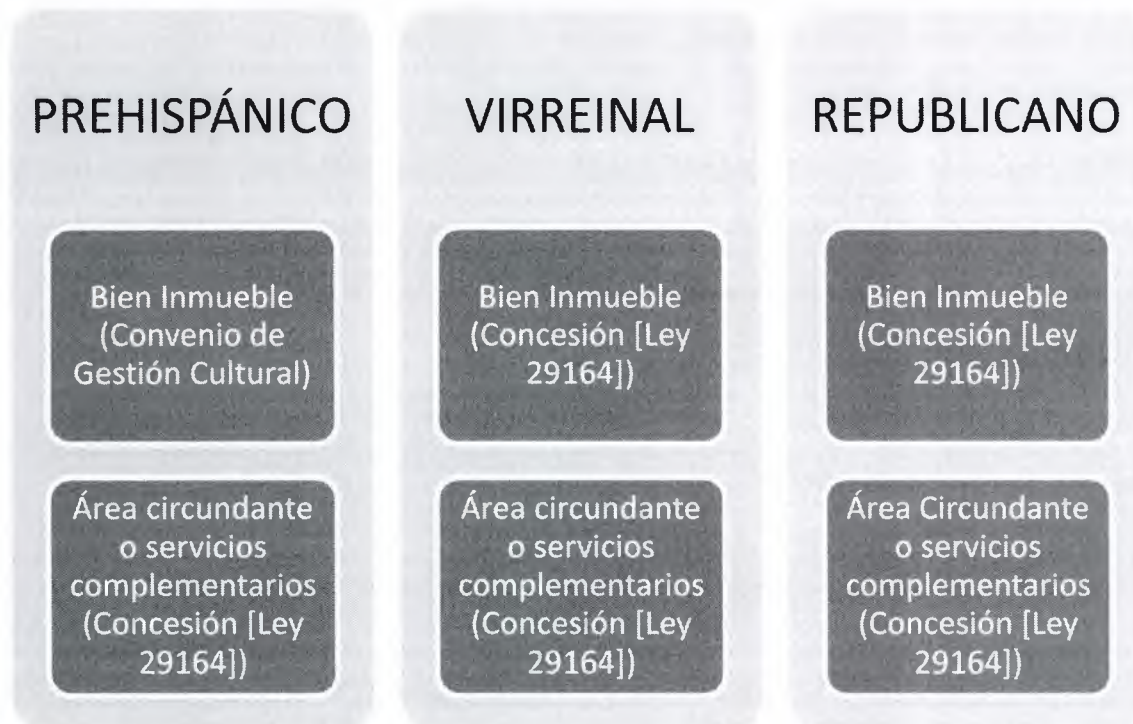 PREHISPÁNICO
Bien Inmueble
(Convenio de
Gestión Cultural)
Área circundante
o servicios
complementarios
(Concesión [Ley
29164])
VIRREINAL
Bien Inmueble
(Concesión [Ley
29164])
Área circundante
o servicios
complementarios
(Concesión [Ley
29164])
REPUBLICANO
Bien Inmueble
(Concesión [Ley
29164])
Área Circundante
o servicios
complementarios
(Concesión [Ley
29164])